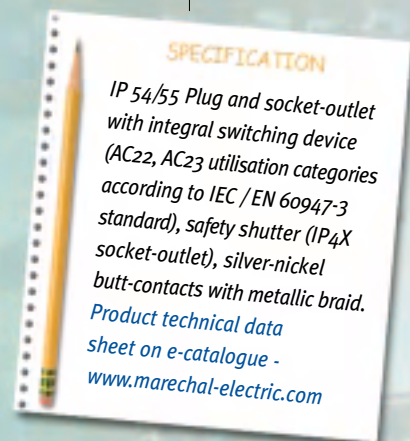 SPECIFICATION
IP 54/55 Plug and socket-outlet
with integral switching device
(AC22, AC23 utilisation categories
according to IEC / EN 60947-3
standard), safety shutter (IP4X
socket-outlet), silver-nickel
butt-contacts with metallic braid.
Product technical data
sheet on e-catalogue -
www.marechal-electric.com